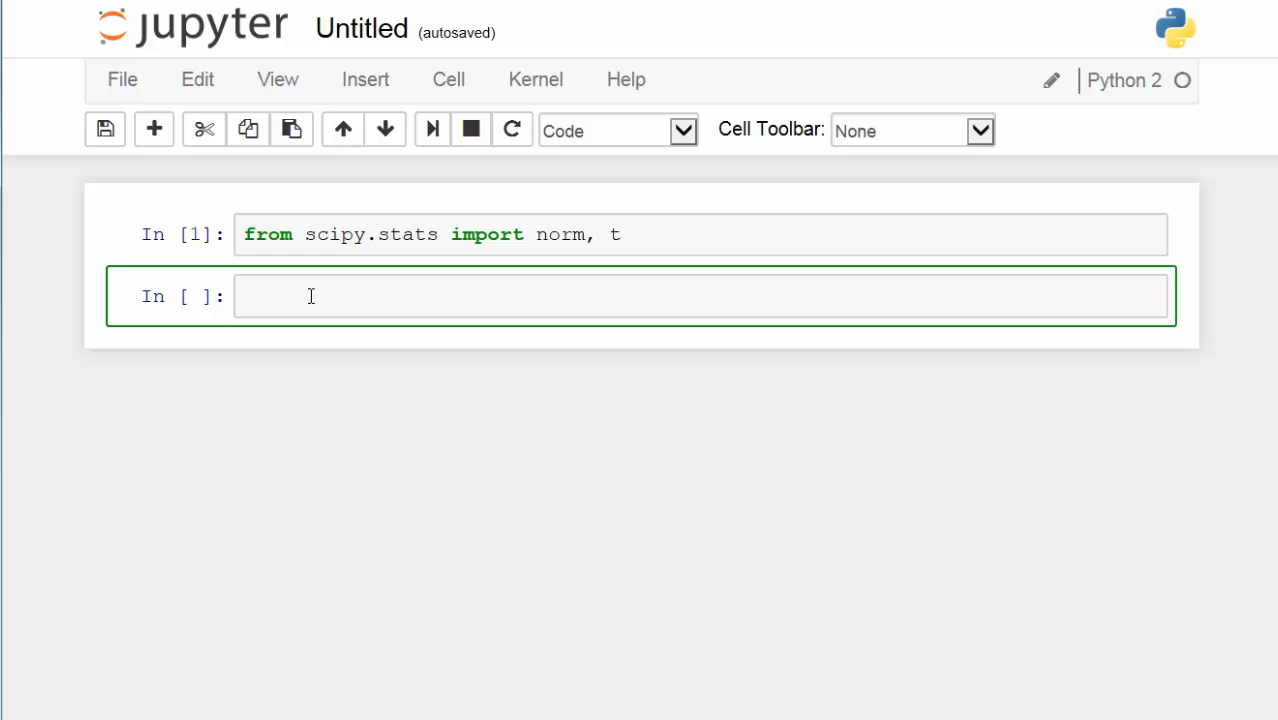 jupyter Untitled (autosaved)
File Edit View Insert Cell Kernel Help Python 2
Code Cell Toolbar: None
In [1]: from scipy.stats import norm, t
In [ ]: